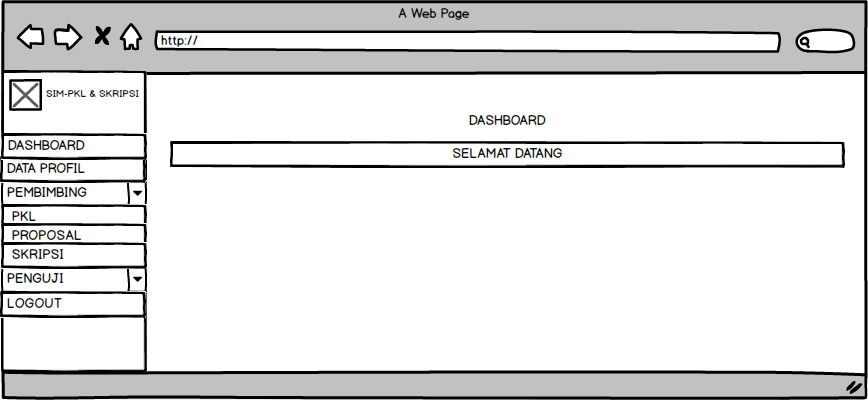 A Web Page
http://
SIM-PKL & SKRIPSI
DASHBOARD
DATA PROFIL
PEMBIMBING
PKL
PROPOSAL
SKRIPSI
PENGUJI
LOGOUT
DASHBOARD
SELAMAT DATANG